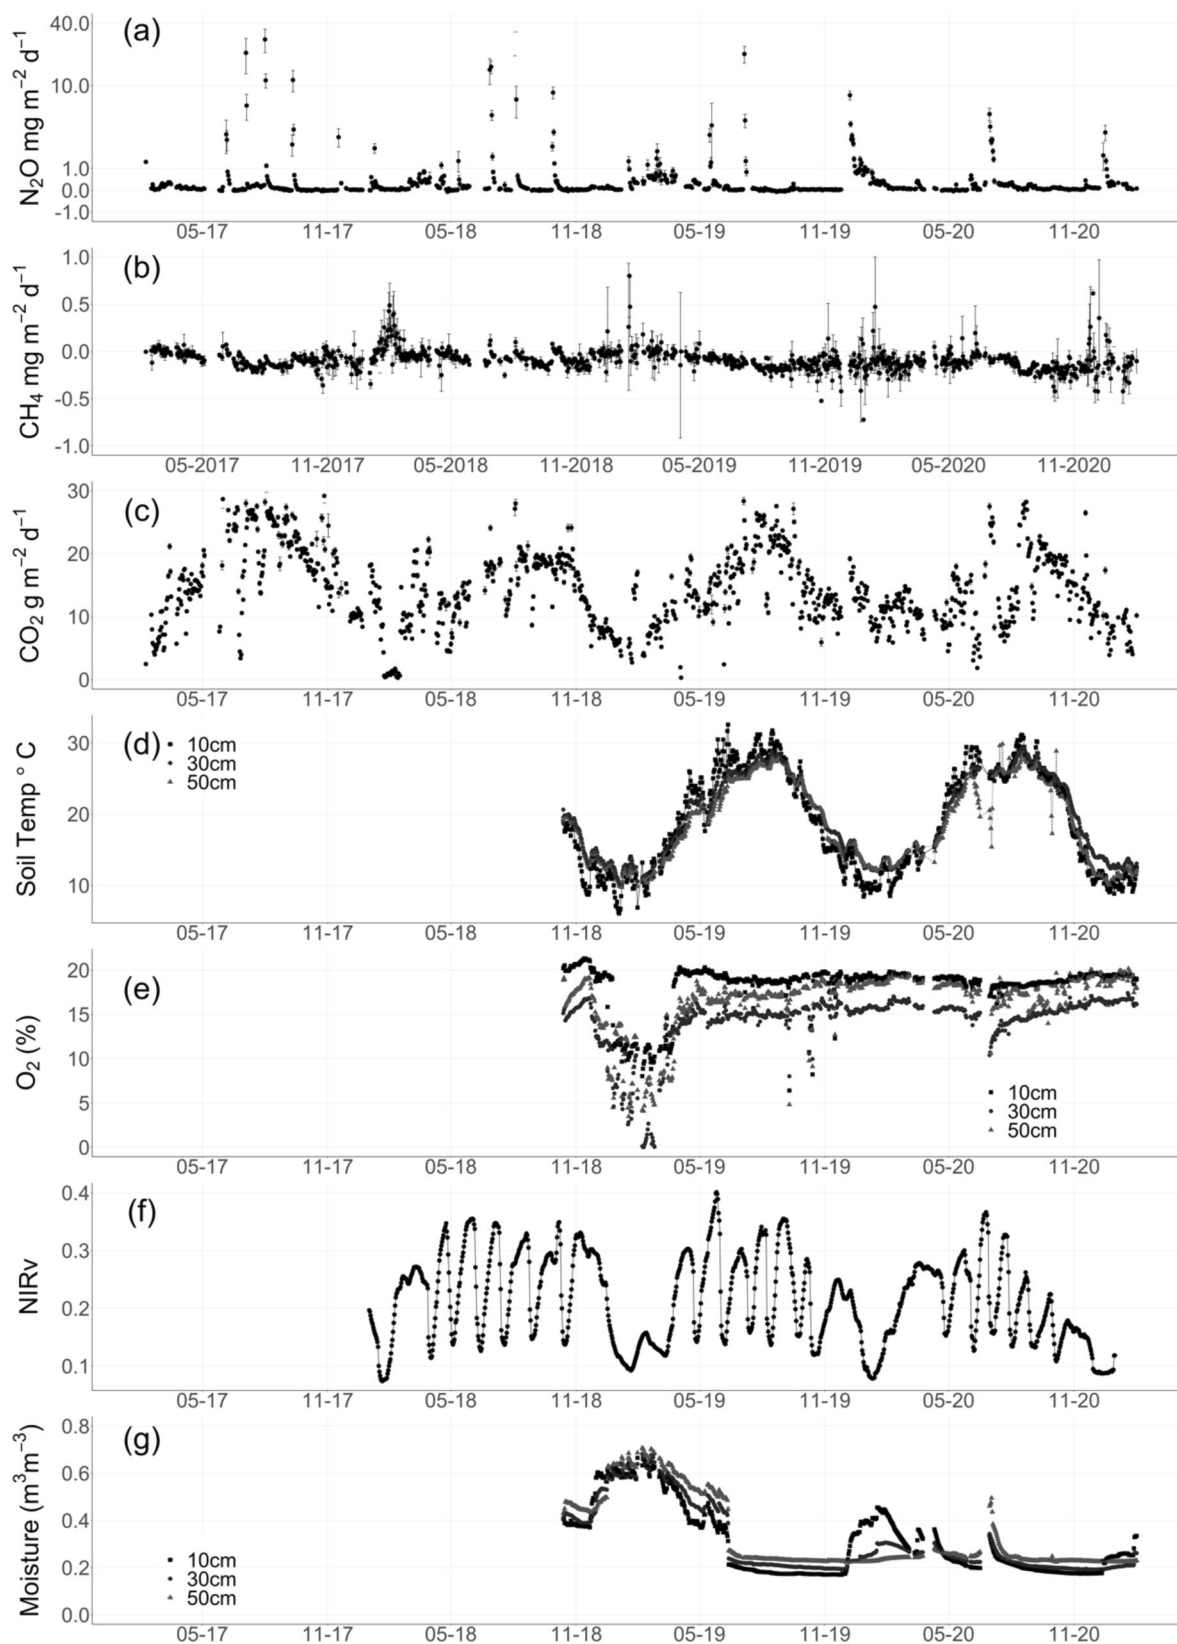 (a)
N₂O mg m⁻² d⁻¹
40.0
10.0
1.0
0.0
-1.0
05-17 11-17 05-18 11-18 05-19 11-19 05-20 11-20
(b)
CH₄ mg m⁻² d⁻¹
1.0
0.5
0.0
-0.5
-1.0
05-2017 11-2017 05-2018 11-2018 05-2019 11-2019 05-2020 11-2020
(c)
CO₂ g m⁻² d⁻¹
30
20
10
0
05-17 11-17 05-18 11-18 05-19 11-19 05-20 11-20
(d)
10cm
30cm
50cm
Soil Temp ° C
30
20
10
05-17 11-17 05-18 11-18 05-19 11-19 05-20 11-20
(e)
O₂ (%)
20
15
10
5
0
10cm
30cm
50cm
05-17 11-17 05-18 11-18 05-19 11-19 05-20 11-20
(f)
NIRv
0.4
0.3
0.2
0.1
05-17 11-17 05-18 11-18 05-19 11-19 05-20 11-20
(g)
Moisture (m³m⁻³)
0.8
0.6
0.4
0.2
0.0
10cm
30cm
50cm
05-17 11-17 05-18 11-18 05-19 11-19 05-20 11-20